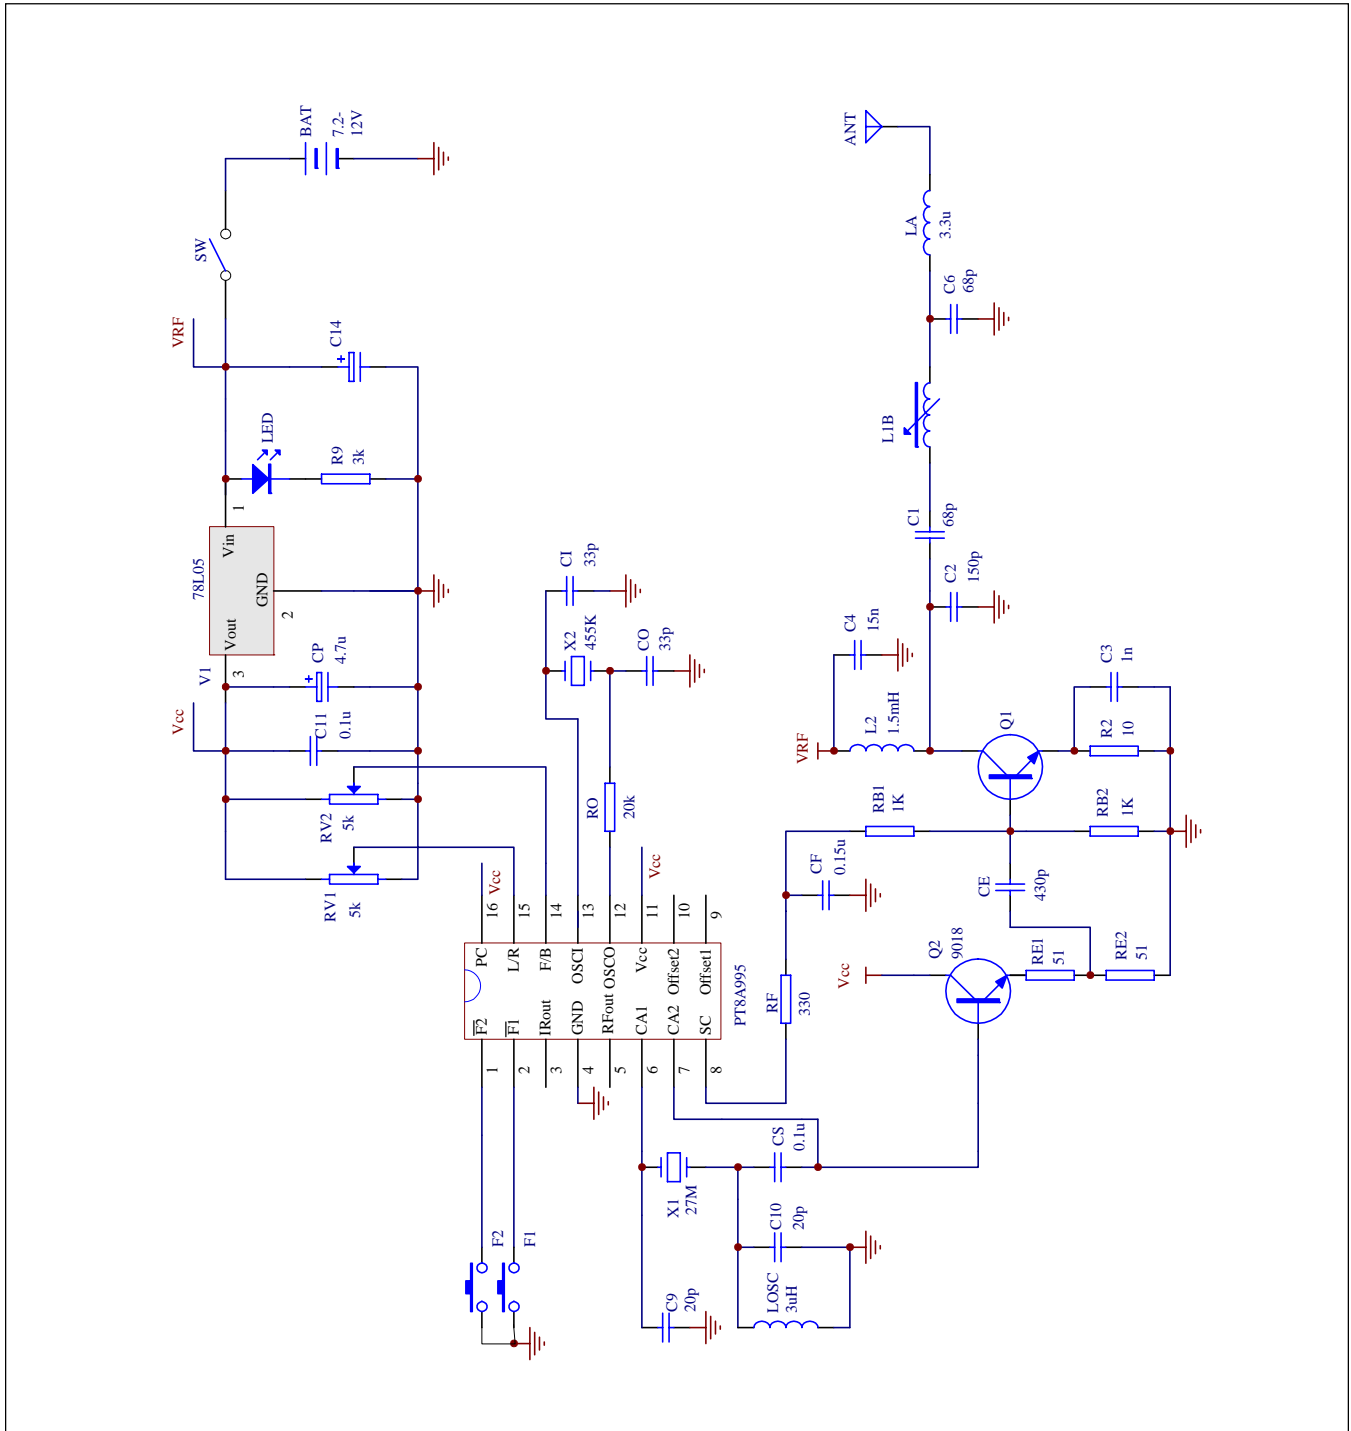 BAT
7.2-
12V
SW
VRF
C14
LED
R9
3k
1
78L05
Vin
GND
Vout
2
3
V1
CP
4.7u
Vcc
C11
0.1u
RV2
5k
RV1
5k
CI
33p
X2
455K
CO
33p
RO
20k
Vcc
Vcc
16
15
14
13
12
11
10
9
PC
L/R
F/B
OSCI
OSCO
Vcc
Offset2
Offset1
F2
F1
IRout
GND
RFout
CA1
CA2
SC
PT8A995
1
2
3
4
5
6
7
8
F2
F1
X1
27M
C9
20p
CS
0.1u
C10
20p
LOSC
3uH
RF
330
CF
0.15u
RB1
1K
RB2
1K
CE
430p
Q2
9018
Vcc
RE1
51
RE2
51
Q1
R2
10
C3
1n
VRF
L2
1.5mH
C4
15n
C2
150p
C1
68p
L1B
C6
68p
LA
3.3u
ANT